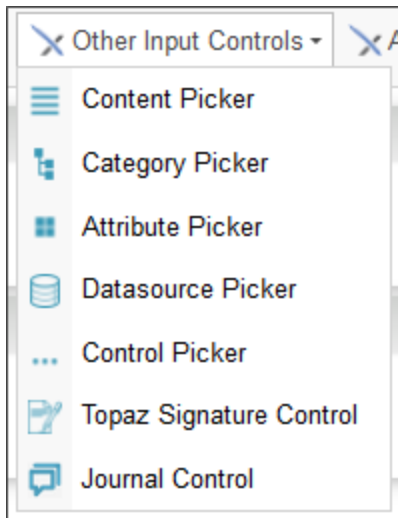 Other Input Controls
Content Picker
Category Picker
Attribute Picker
Datasource Picker
Control Picker
Topaz Signature Control
Journal Control